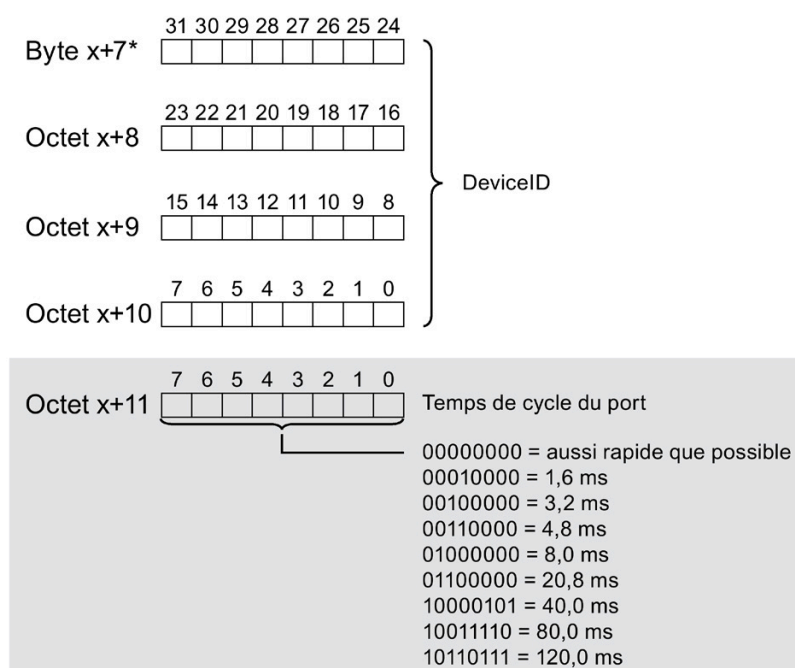 31 30 29 28 27 26 25 24
Byte x+7*
23 22 21 20 19 18 17 16
Octet x+8
DeviceID
15 14 13 12 11 10 9 8
Octet x+9
7 6 5 4 3 2 1 0
Octet x+10
7 6 5 4 3 2 1 0
Octet x+11 Temps de cycle du port
00000000 = aussi rapide que possible
00010000 = 1,6 ms
00100000 = 3,2 ms
00110000 = 4,8 ms
01000000 = 8,0 ms
01100000 = 20,8 ms
10000101 = 40,0 ms
10011110 = 80,0 ms
10110111 = 120,0 ms